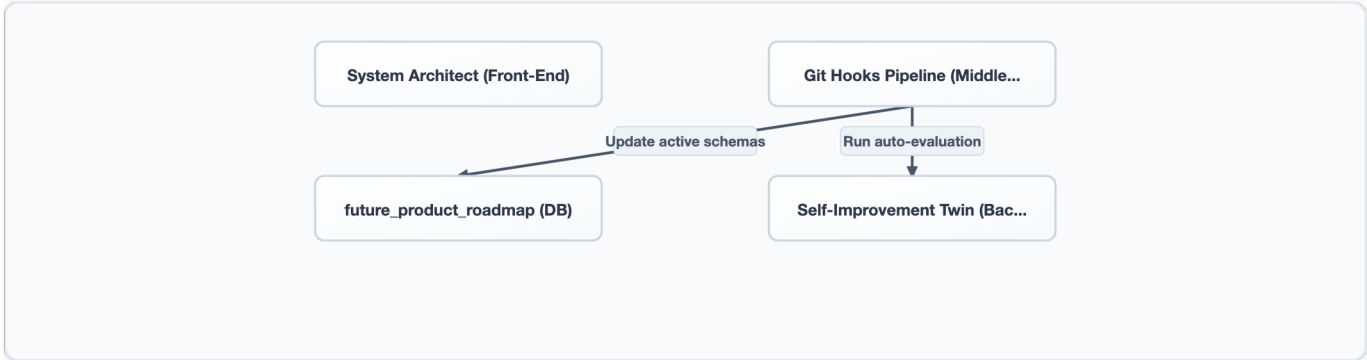 System Architect (Front-End)
Git Hooks Pipeline (Middle...
Update active schemas
Run auto-evaluation
future_product_roadmap (DB)
Self-Improvement Twin (Bac...